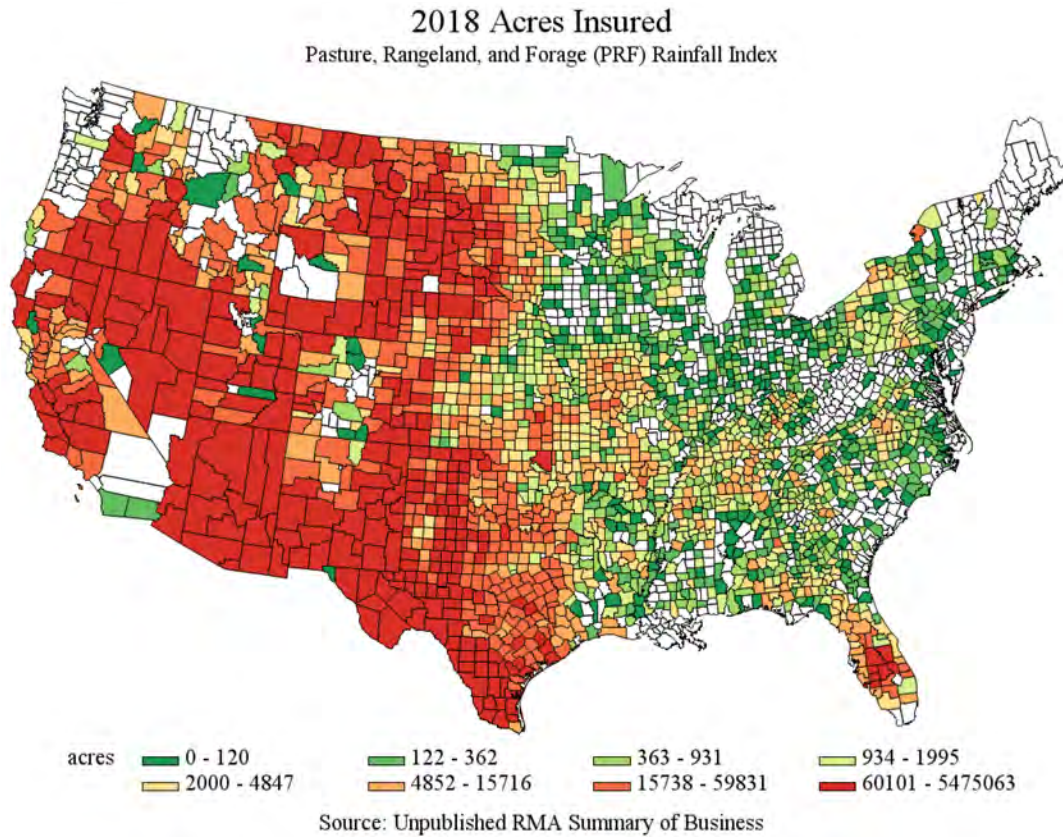 2018 Acres Insured
Pasture, Rangeland, and Forage (PRF) Rainfall Index
acres 0 - 120 122 - 362 363 - 931 934 - 1995
2000 - 4847 4852 - 15716 15738 - 59831 60101 - 5475063
Source: Unpublished RMA Summary of Business